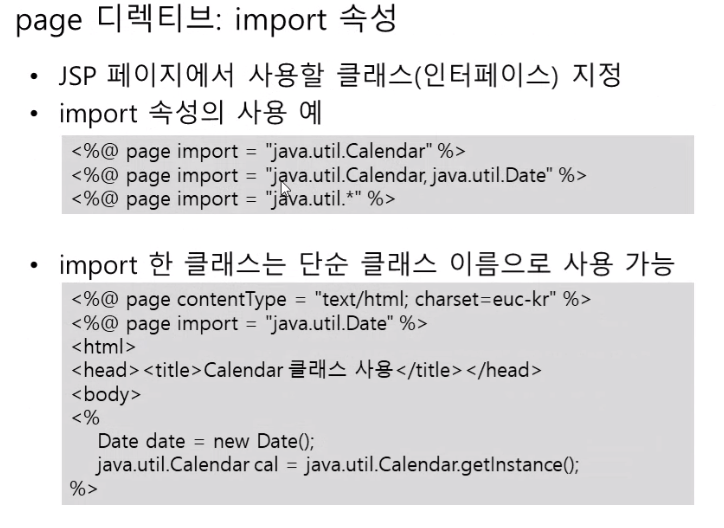 page 디렉티브: import 속성
• JSP 페이지에서 사용할 클래스(인터페이스) 지정
• import 속성의 사용 예
<%@ page import = "java.util.Calendar" %>
<%@ page import = "java.util.Calendar, java.util.Date" %>
<%@ page import = "java.util.*" %>
• import 한 클래스는 단순 클래스 이름으로 사용 가능
<%@ page contentType = "text/html; charset=euc-kr" %>
<%@ page import = "java.util.Date" %>
<html>
<head><title>Calendar 클래스 사용</title></head>
<body>
<%
Date date = new Date();
java.util.Calendar cal = java.util.Calendar.getInstance();
%>